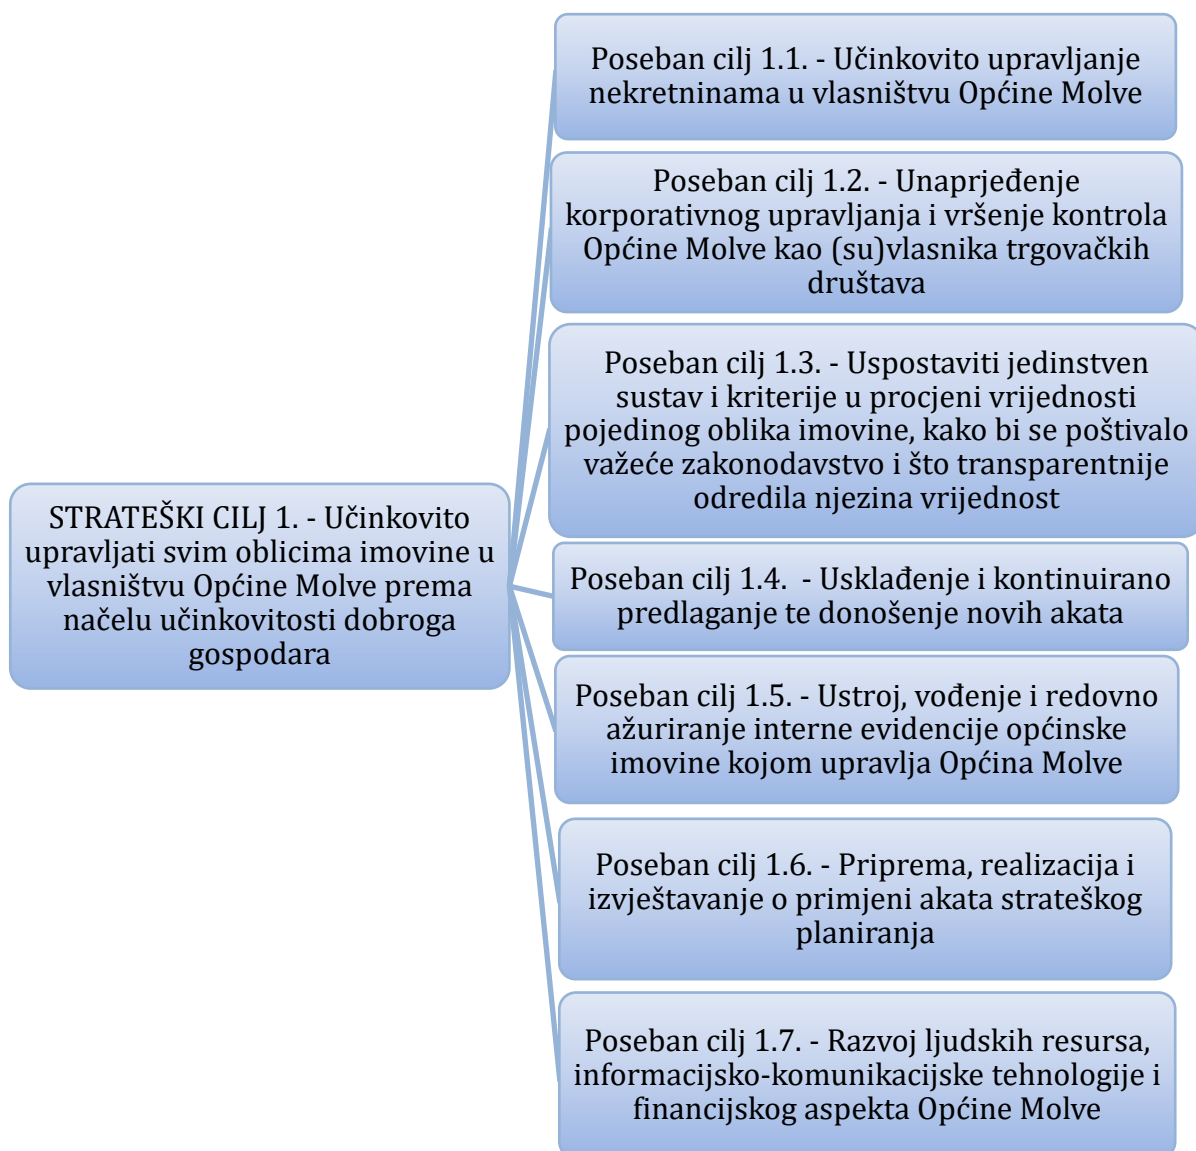 Poseban cilj 1.1. - Učinkovito upravljanje
nekretninama u vlasništvu Općine Molve
Poseban cilj 1.2. - Unaprjeđenje
korporativnog upravljanja i vršenje kontrola
Općine Molve kao (su)vlasnika trgovačkih
društava
Poseban cilj 1.3. - Uspostaviti jedinstven
sustav i kriterije u procjeni vrijednosti
pojedinog oblika imovine, kako bi se poštivalo
važeće zakonodavstvo i što transparentnije
odredila njezina vrijednost
STRATEŠKI CILJ 1. - Učinkovito
upravljati svim oblicima imovine u
vlasništvu Općine Molve prema
načelu učinkovitosti dobroga
gospodara
Poseban cilj 1.4.  - Usklađenje i kontinuirano
predlaganje te donošenje novih akata
Poseban cilj 1.5. - Ustroj, vođenje i redovno
ažuriranje interne evidencije općinske
imovine kojom upravlja Općina Molve
Poseban cilj 1.6. - Priprema, realizacija i
izvještavanje o primjeni akata strateškog
planiranja
Poseban cilj 1.7. - Razvoj ljudskih resursa,
informacijsko-komunikacijske tehnologije i
financijskog aspekta Općine Molve